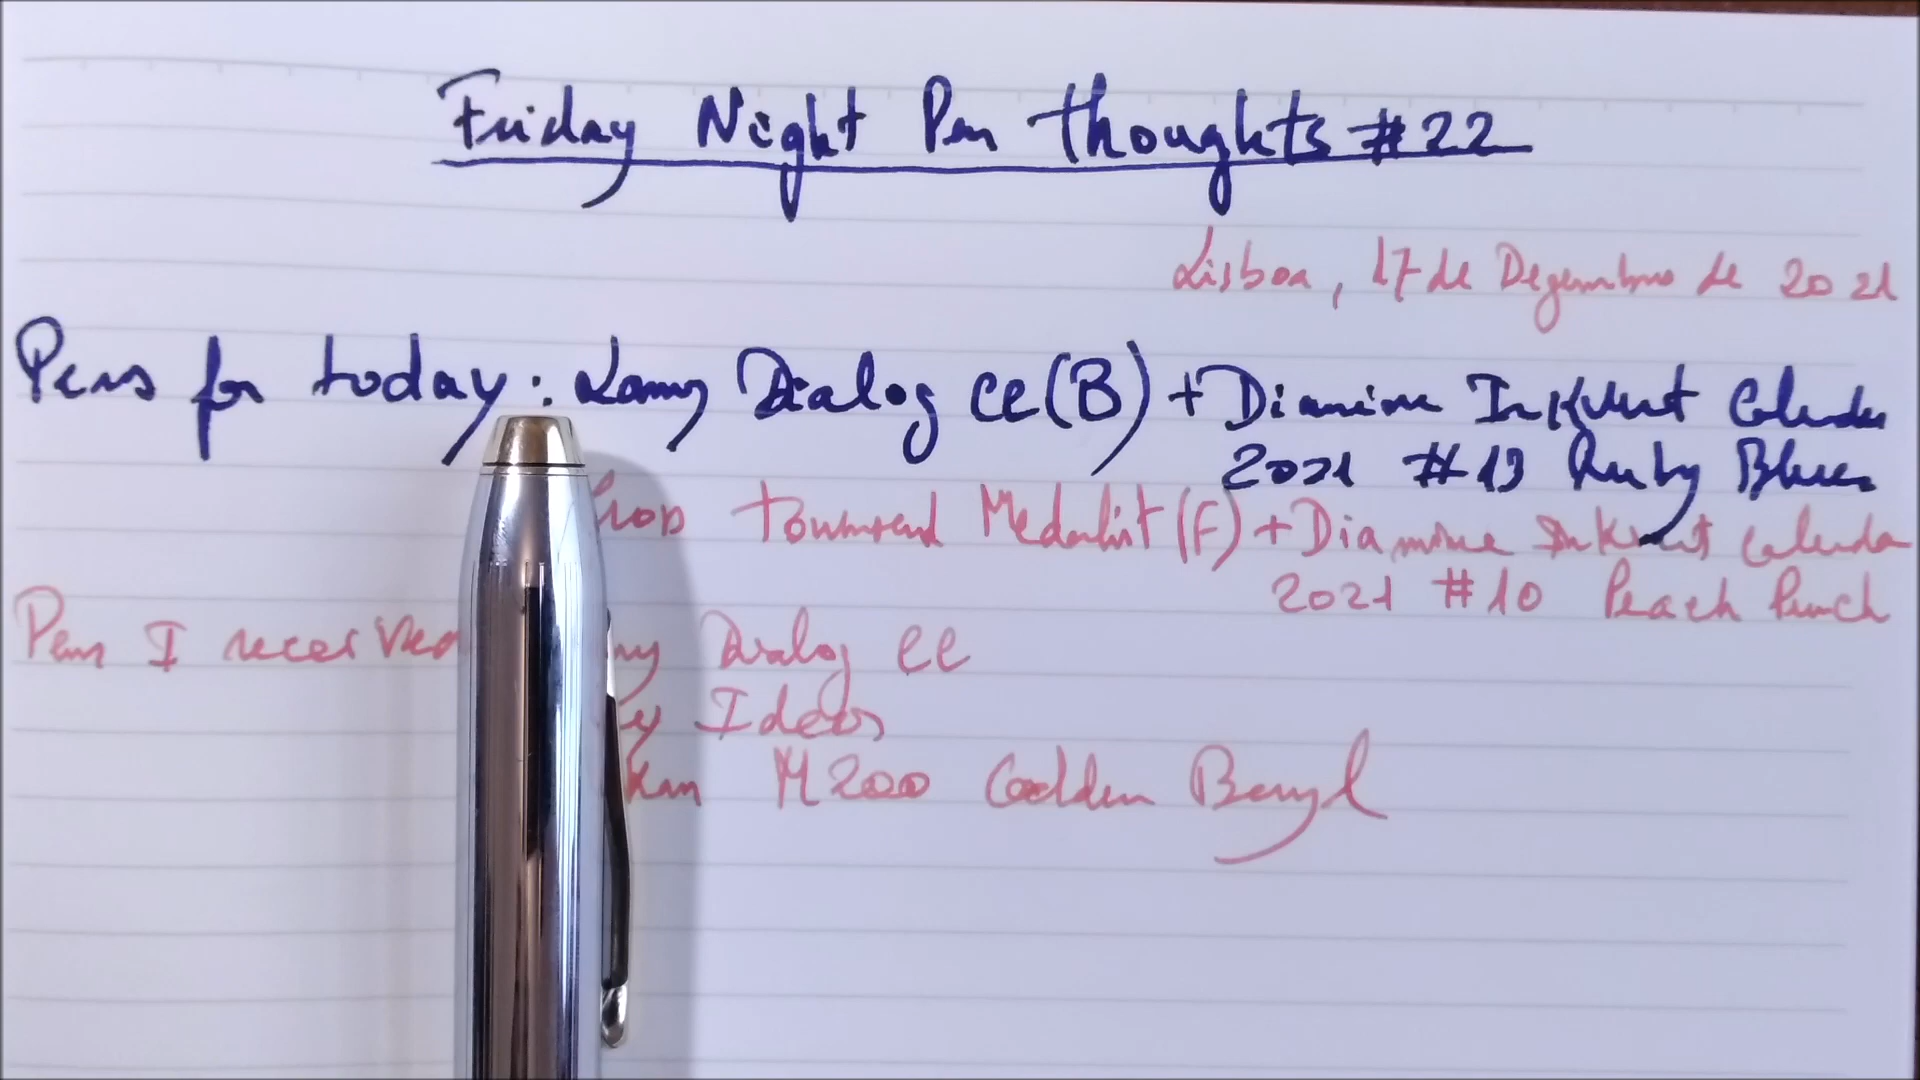 Friday Night Pen Thoughts #22
Lisboa, 17 de Dezembro de 2021
Pens for today: Lamy Dialog CC (B) + Diamine Inkvent Calendar
2021 #13 Ruby Blues
Townsend Medalist (F) + Diamine Inkvent Calendar
2021 #10 Peach Punch
Pens I received Dialog CC
Ideos
M200 Golden Beryl